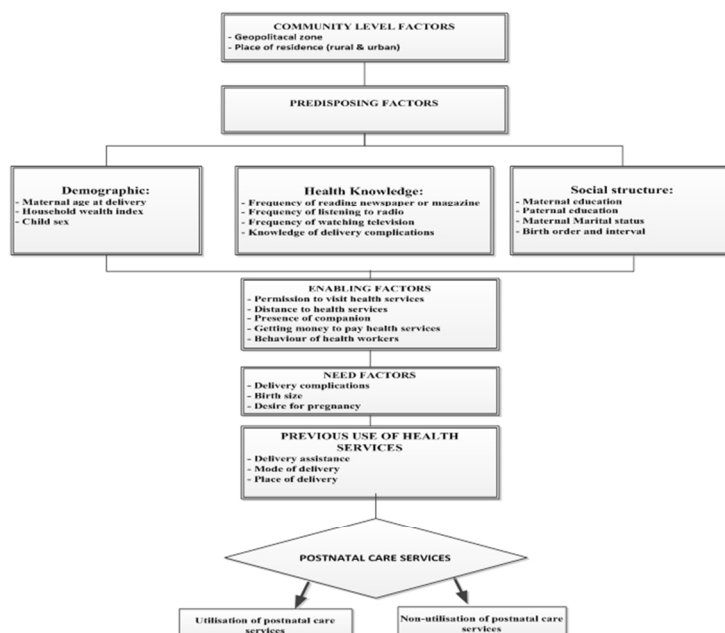 COMMUNITY LEVEL FACTORS
- Geopolitacal zone
- Place of residence (rural & urban)
PREDISPOSING FACTORS
Demographic:
- Maternal age at delivery
- Household wealth index
- Child sex
Health Knowledge:
- Frequency of reading newspaper or magazine
- Frequency of listening to radio
- Frequency of watching television
- Knowledge of delivery complications
Social structure:
- Maternal education
- Paternal education
- Maternal Marital status
- Birth order and interval
ENABLING FACTORS
- Permission to visit health services
- Distance to health services
- Presence of companion
- Getting money to pay health services
- Behaviour of health workers
NEED FACTORS
- Delivery complications
- Birth size
- Desire for pregnancy
PREVIOUS USE OF HEALTH
SERVICES
- Delivery assistance
- Mode of delivery
- Place of delivery
POSTNATAL CARE SERVICES
Utilisation of postnatal care
services
Non-utilisation of postnatal care
services